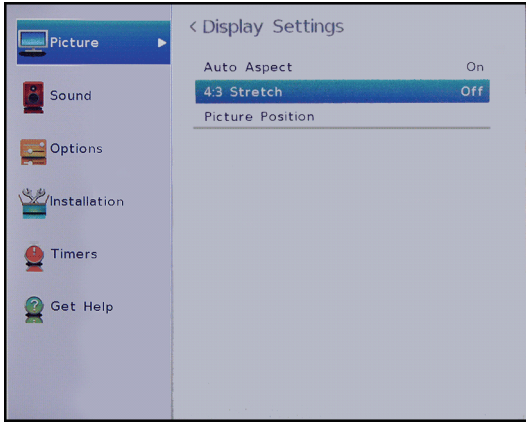 Picture
Sound
Options
Installation
Timers
Get Help
< Display Settings
Auto Aspect On
4:3 Stretch Off
Picture Position